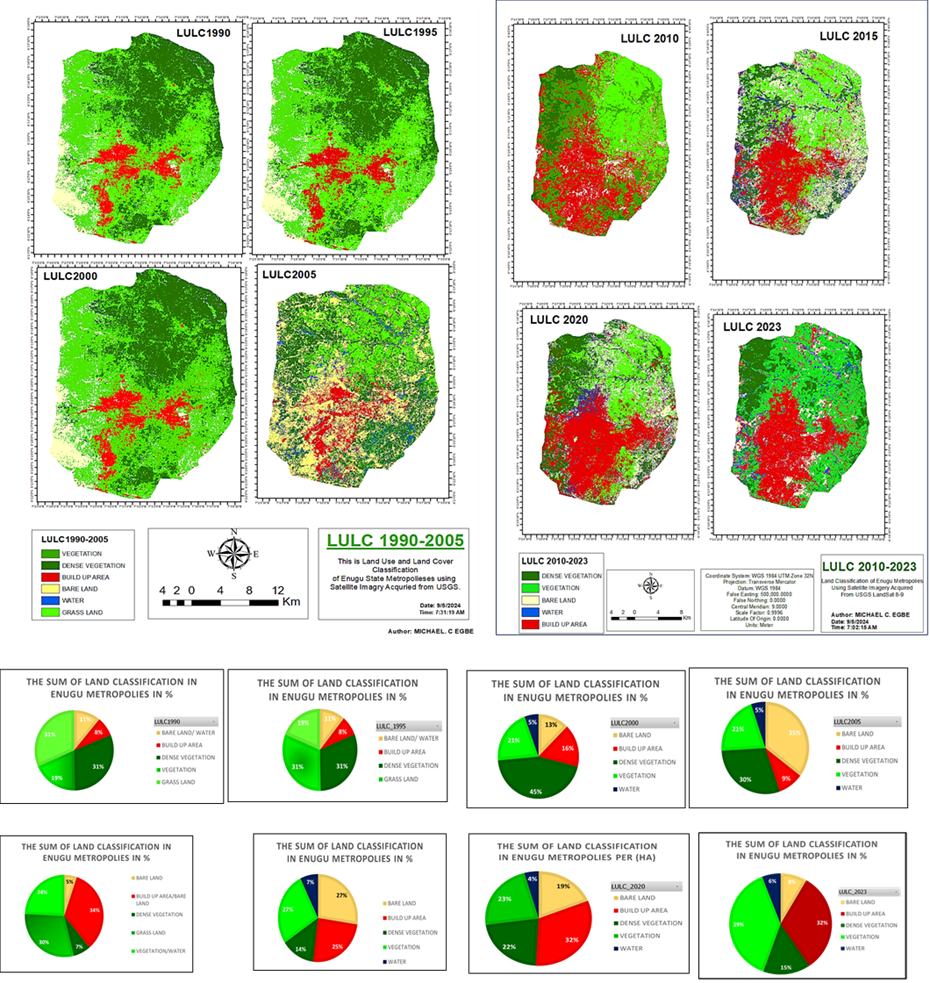 LULC1990
LULC1995
LULC2000
LULC2005
LULC1990-2005
VEGETATION
DENSE VEGETATION
BUILD UP AREA
BARE LAND
WATER
GRASS LAND
N
W
E
S
4 2 0 4 8 12
Km
LULC 1990-2005
This is Land Use and Land Cover
Classification
of Enugu State Metropolies using
Satellite Imagry Acquried from USGS.
Date: 9/5/2024
Time: 7:31:19 AM
Author: MICHAEL. C EGBE
LULC 2010
LULC 2015
LULC 2020
LULC 2023
LULC 2010-2023
DENSE VEGETATION
VEGETATION
BARE LAND
WATER
BUILD UP AREA
4 2 0 4 8
Km
Coordinate System: WGS 1984 UTM Zone 32N
Projection: Transverse Mercator
Datum: WGS 1984
False Easting: 500,000.0000
False Northing: 0.0000
Central Meridian: 9.0000
Scale Factor: 0.9996
Latitude Of Origin: 0.0000
Units: Meter
LULC 2010-2023
Land Classification of Enugu Metropolies
Using Satellite Imagry Acquired
From USGS LandSat 8-9
Author: MICHAEL C. EGBE
Date: 9/5/2024
Time: 7:02:15 AM
THE SUM OF LAND CLASSIFICATION
IN ENUGU METROPOLIES IN %
LULC1990
BARE LAND/ WATER
BUILD UP AREA
DENSE VEGETATION
VEGETATION
GRASS LAND
11%
8%
31%
19%
31%
THE SUM OF LAND CLASSIFICATION
IN ENUGU METROPOLIES IN %
LULC_1995
BARE LAND/ WATER
BUILD UP AREA
DENSE VEGETATION
GRASS LAND
11%
8%
31%
31%
19%
THE SUM OF LAND CLASSIFICATION
IN ENUGU METROPOLIES IN %
LULC2000
BARE LAND
BUILD UP AREA
DENSE VEGETATION
VEGETATION
WATER
13%
16%
45%
21%
5%
THE SUM OF LAND CLASSIFICATION
IN ENUGU METROPOLIES IN %
LULC2005
BARE LAND
BUILD UP AREA
DENSE VEGETATION
VEGETATION
WATER
35%
9%
30%
21%
5%
THE SUM OF LAND CLASSIFICATION IN
ENUGU METROPOLIES IN %
BARE LAND
BUILD UP AREA/BARE
LAND
DENSE VEGETATION
GRASS LAND
VEGETATION/WATER
5%
34%
7%
30%
24%
THE SUM OF LAND CLASSIFICATION
IN ENUGU METROPOLIES IN %
BARE LAND
BUILD UP AREA
DENSE VEGETATION
VEGETATION
WATER
27%
25%
14%
27%
7%
THE SUM OF LAND CLASSIFICATION
IN ENUGU METROPOLIES PER (HA)
LULC_2020
BARE LAND
BUILD UP AREA
DENSE VEGETATION
VEGETATION
WATER
19%
32%
22%
23%
4%
THE SUM OF LAND CLASSIFICATION
IN ENUGU METROPOLIES IN %
LULC_2023
BARE LAND
BUILD UP AREA
DENSE VEGETATION
VEGETATION
WATER
8%
32%
15%
39%
6%